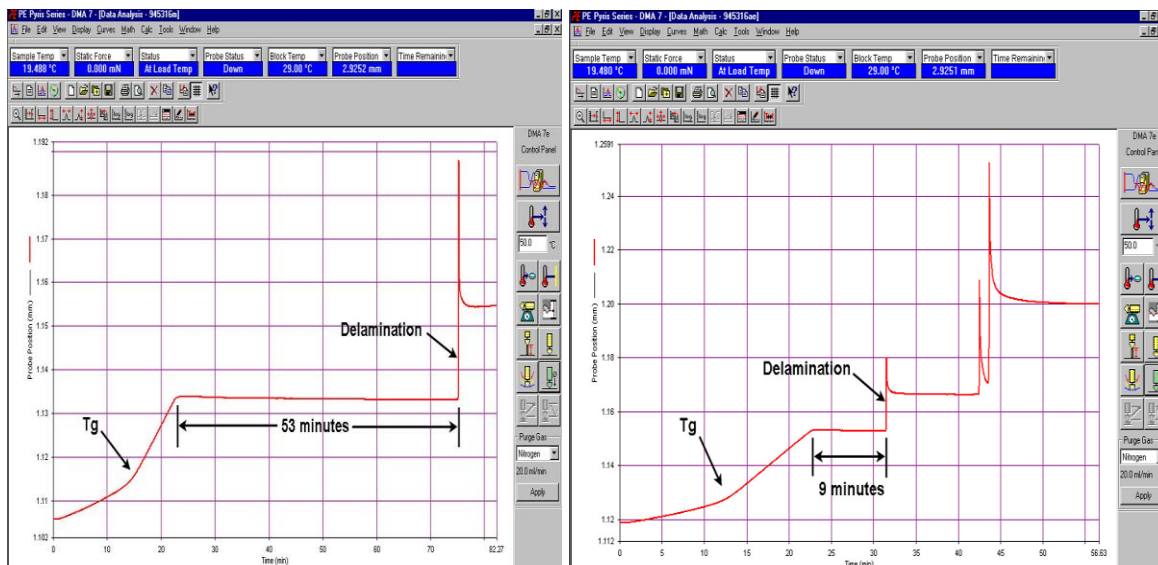 PE Pyris Series - DMA 7 - [Data Analysis - 945316m]
File Edit View Display Curves Math Calc Tools Window Help
Sample Temp Static Force Status Probe Status Block Temp Probe Position Time Remaining
19.480 °C 0.000 mN At Load Temp Down 29.00 °C 2.9252 mm
DMA 7e
Control Panel
50.0 °C
Purge Gas
Nitrogen
20.0 ml/min
Apply
1.192
1.18
1.17
1.16
1.15
1.14
1.13
1.12
1.11
1.102
Probe Position (mm)
Delamination
53 minutes
Tg
0 10 20 30 40 50 60 70 82.27
Time (min)
PE Pyris Series - DMA 7 - [Data Analysis - 945316ae]
File Edit View Display Curves Math Calc Tools Window Help
Sample Temp Static Force Status Probe Status Block Temp Probe Position Time Remainin
19.480 °C 0.000 mN At Load Temp Down 29.00 °C 2.9251 mm
DMA 7e
Control Pan
50.0
Purge Gas
Nitrogen
20.0 ml/min
Apply
1.2591
1.24
1.22
1.20
1.18
1.16
1.14
1.12
1.112
Probe Position (mm)
Delamination
Tg
9 minutes
0 5 10 15 20 25 30 35 40 45 50 56.63
Time (min)